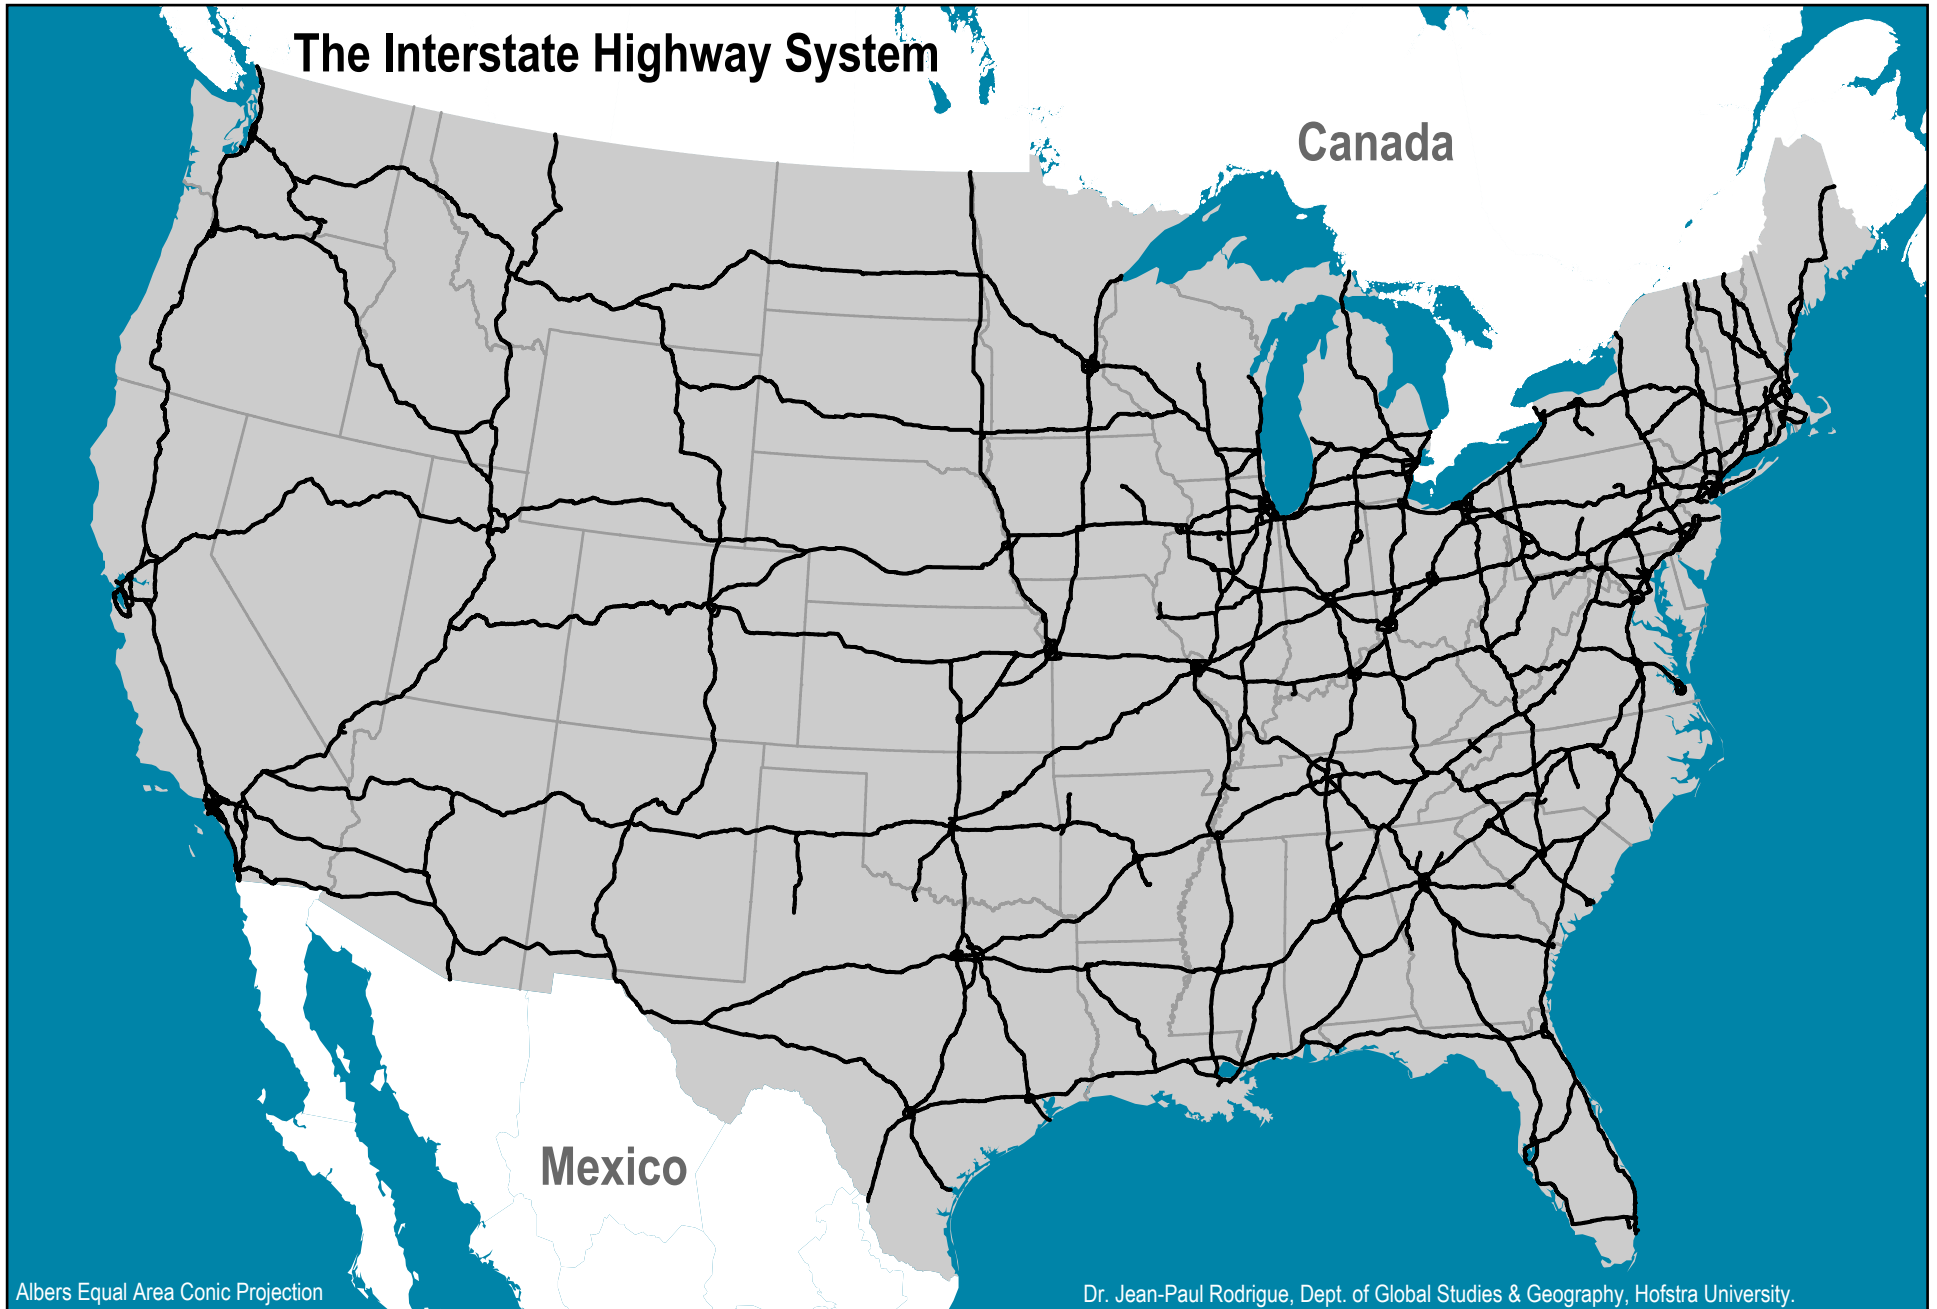 The Interstate Highway System
Canada
Mexico
Albers Equal Area Conic Projection
Dr. Jean-Paul Rodrigue, Dept. of Global Studies & Geography, Hofstra University.